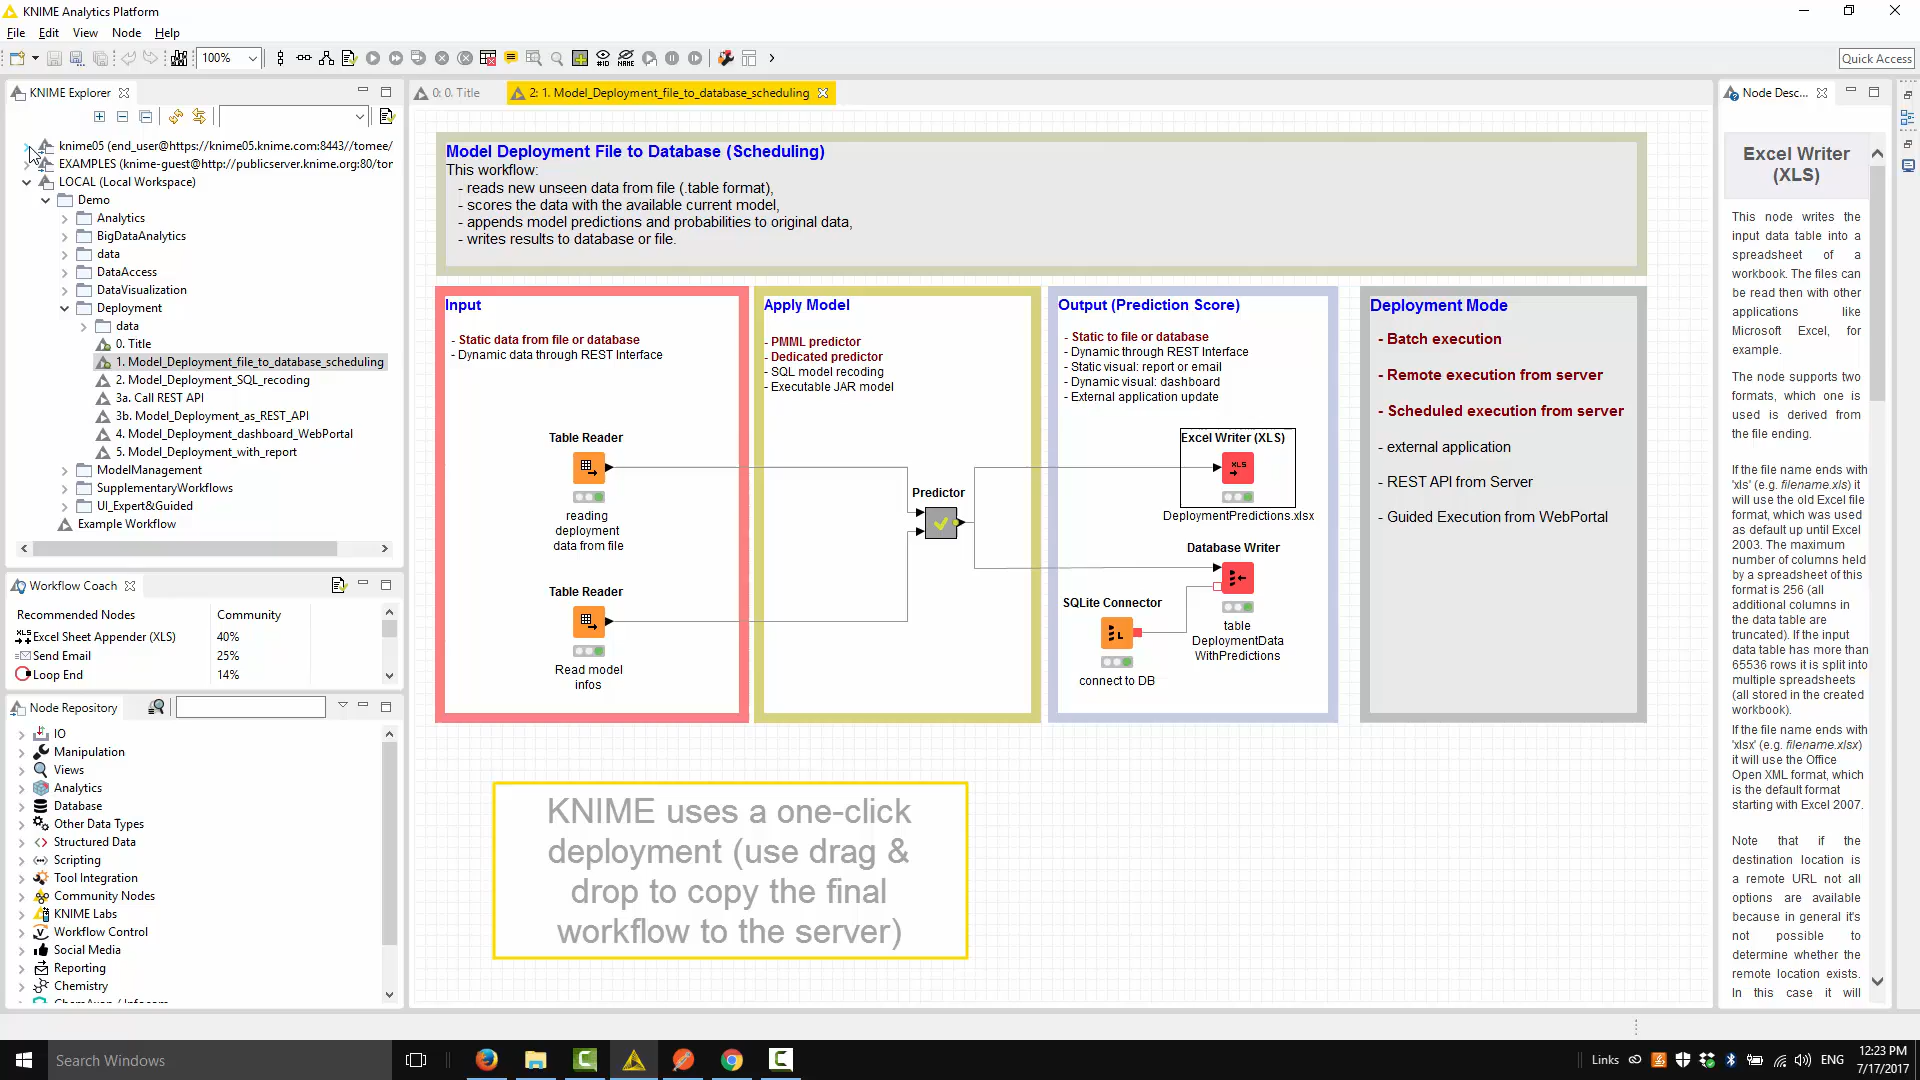 KNIME Analytics Platform
File Edit View Node Help
100%
Quick Access
KNIME Explorer
knime05 (end_user@https://knime05.knime.com:8443//tomee/
EXAMPLES (knime-guest@http://publicserver.knime.org:80/tor
LOCAL (Local Workspace)
Demo
Analytics
BigDataAnalytics
data
DataAccess
DataVisualization
Deployment
data
0. Title
1. Model_Deployment_file_to_database_scheduling
2. Model_Deployment_SQL_recoding
3a. Call REST API
3b. Model_Deployment_as_REST_API
4. Model_Deployment_dashboard_WebPortal
5. Model_Deployment_with_report
ModelManagement
SupplementaryWorkflows
UI_Expert&Guided
Example Workflow
Workflow Coach
Recommended Nodes Community
Excel Sheet Appender (XLS) 40%
Send Email 25%
Loop End 14%
Node Repository
IO
Manipulation
Views
Analytics
Database
Other Data Types
Structured Data
Scripting
Tool Integration
Community Nodes
KNIME Labs
Workflow Control
Social Media
Reporting
Chemistry
0: 0. Title
2: 1. Model_Deployment_file_to_database_scheduling
Model Deployment File to Database (Scheduling)
This workflow:
- reads new unseen data from file (.table format),
- scores the data with the available current model,
- appends model predictions and probabilities to original data,
- writes results to database or file.
Input
- Static data from file or database
- Dynamic data through REST Interface
Table Reader
reading
deployment
data from file
Table Reader
Read model
infos
Apply Model
- PMML predictor
- Dedicated predictor
- SQL model recoding
- Executable JAR model
Predictor
Output (Prediction Score)
- Static to file or database
- Dynamic through REST Interface
- Static visual: report or email
- Dynamic visual: dashboard
- External application update
Excel Writer (XLS)
XLS
DeploymentPredictions.xlsx
Database Writer
table
DeploymentData
WithPredictions
SQLite Connector
connect to DB
Deployment Mode
- Batch execution
- Remote execution from server
- Scheduled execution from server
- external application
- REST API from Server
- Guided Execution from WebPortal
KNIME uses a one-click
deployment (use drag &
drop to copy the final
workflow to the server)
Node Desc...
Excel Writer
(XLS)
This node writes the
input data table into a
spreadsheet of a
workbook. The files can
be read then with other
applications like
Microsoft Excel, for
example.
The node supports two
formats, which one is
used is derived from
the file ending.
If the file name ends with
'xls' (e.g. filename.xls) it
will use the old Excel file
format, which was used
as default up until Excel
2003. The maximum
number of columns held
by a spreadsheet of this
format is 256 (all
additional columns in
the data table are
truncated). If the input
data table has more than
65536 rows it is split into
multiple spreadsheets
(all stored in the created
workbook).
If the file name ends with
'xlsx' (e.g. filename.xlsx)
it will use the Office
Open XML format, which
is the default format
starting with Excel 2007.
Note that if the
destination location is
a remote URL not all
options are available
because in general it's
not possible to
determine whether the
remote location exists.
In this case it will
Search Windows
Links
ENG
12:23 PM
7/17/2017